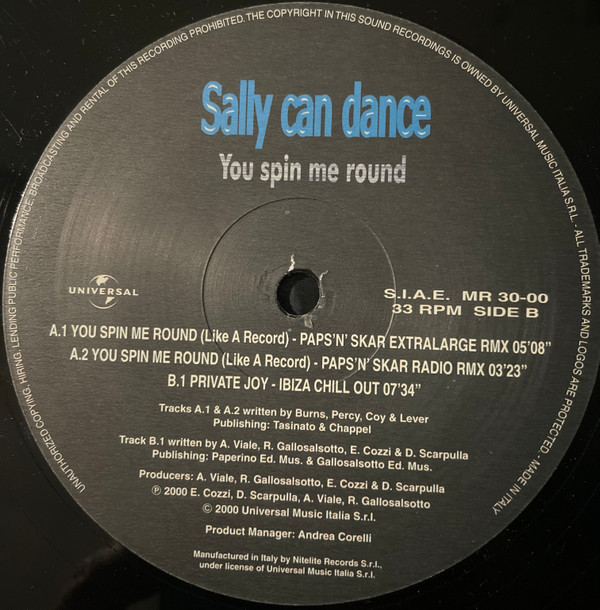 UNAUTHORIZED COPYING, HIRING, LENDING PUBLIC PERFORMANCE, BROADCASTING AND RENTAL OF THIS RECORDING PROHIBITED. THE COPYRIGHT IN THIS SOUND RECORDINGS IS OWNED BY UNIVERSAL MUSIC ITALIA S.R.L. - ALL TRADEMARKS AND LOGOS ARE PROTECTED - MADE IN ITALY
Sally can dance
You spin me round
UNIVERSAL
S.I.A.E. MR 30-00
33 RPM SIDE B
A.1 YOU SPIN ME ROUND (Like A Record) - PAPS'N' SKAR EXTRALARGE RMX 05'08”
A.2 YOU SPIN ME ROUND (Like A Record) - PAPS'N' SKAR RADIO RMX 03'23”
B.1 PRIVATE JOY - IBIZA CHILL OUT 07'34”
Tracks A.1 & A.2 written by Burns, Percy, Coy & Lever
Publishing: Tasinato & Chappel
Track B.1 written by A. Viale, R. Gallosalsotto, E. Cozzi & D. Scarpulla
Publishing: Paperino Ed. Mus. & Gallosalsotto Ed. Mus.
Producers: A. Viale, R. Gallosalsotto, E. Cozzi & D. Scarpulla
℗ 2000 E. Cozzi, D. Scarpulla, A. Viale, R. Gallosalsotto
© 2000 Universal Music Italia S.r.l.
Product Manager: Andrea Corelli
Manufactured in Italy by Nitelite Records S.r.l.,
under license of Universal Music Italia S.r.l.